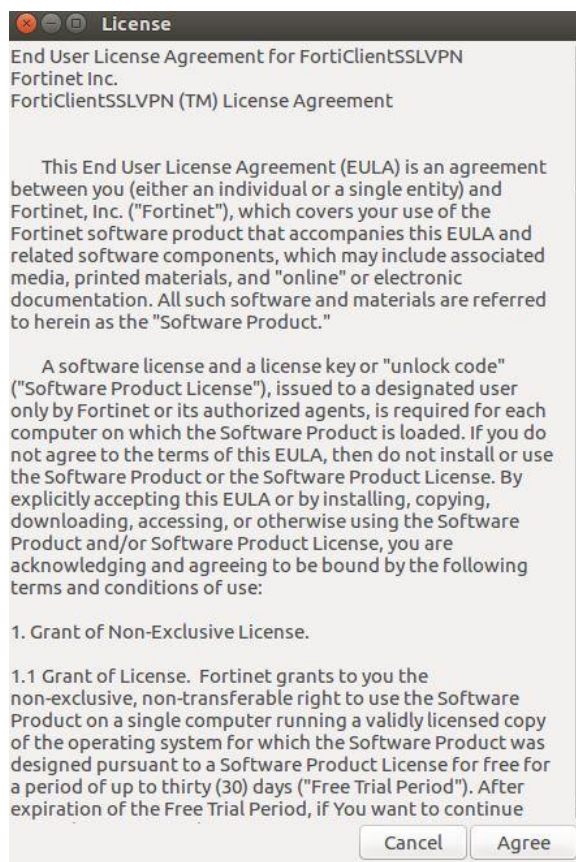 License
End User License Agreement for FortiClientSSLVPN
Fortinet Inc.
FortiClientSSLVPN (TM) License Agreement
This End User License Agreement (EULA) is an agreement
between you (either an individual or a single entity) and
Fortinet, Inc. ("Fortinet"), which covers your use of the
Fortinet software product that accompanies this EULA and
related software components, which may include associated
media, printed materials, and "online" or electronic
documentation. All such software and materials are referred
to herein as the "Software Product."
A software license and a license key or "unlock code"
("Software Product License"), issued to a designated user
only by Fortinet or its authorized agents, is required for each
computer on which the Software Product is loaded. If you do
not agree to the terms of this EULA, then do not install or use
the Software Product or the Software Product License. By
explicitly accepting this EULA or by installing, copying,
downloading, accessing, or otherwise using the Software
Product and/or Software Product License, you are
acknowledging and agreeing to be bound by the following
terms and conditions of use:
1. Grant of Non-Exclusive License.
1.1 Grant of License. Fortinet grants to you the
non-exclusive, non-transferable right to use the Software
Product on a single computer running a validly licensed copy
of the operating system for which the Software Product was
designed pursuant to a Software Product License for free for
a period of up to thirty (30) days ("Free Trial Period"). After
expiration of the Free Trial Period, if You want to continue
Cancel Agree